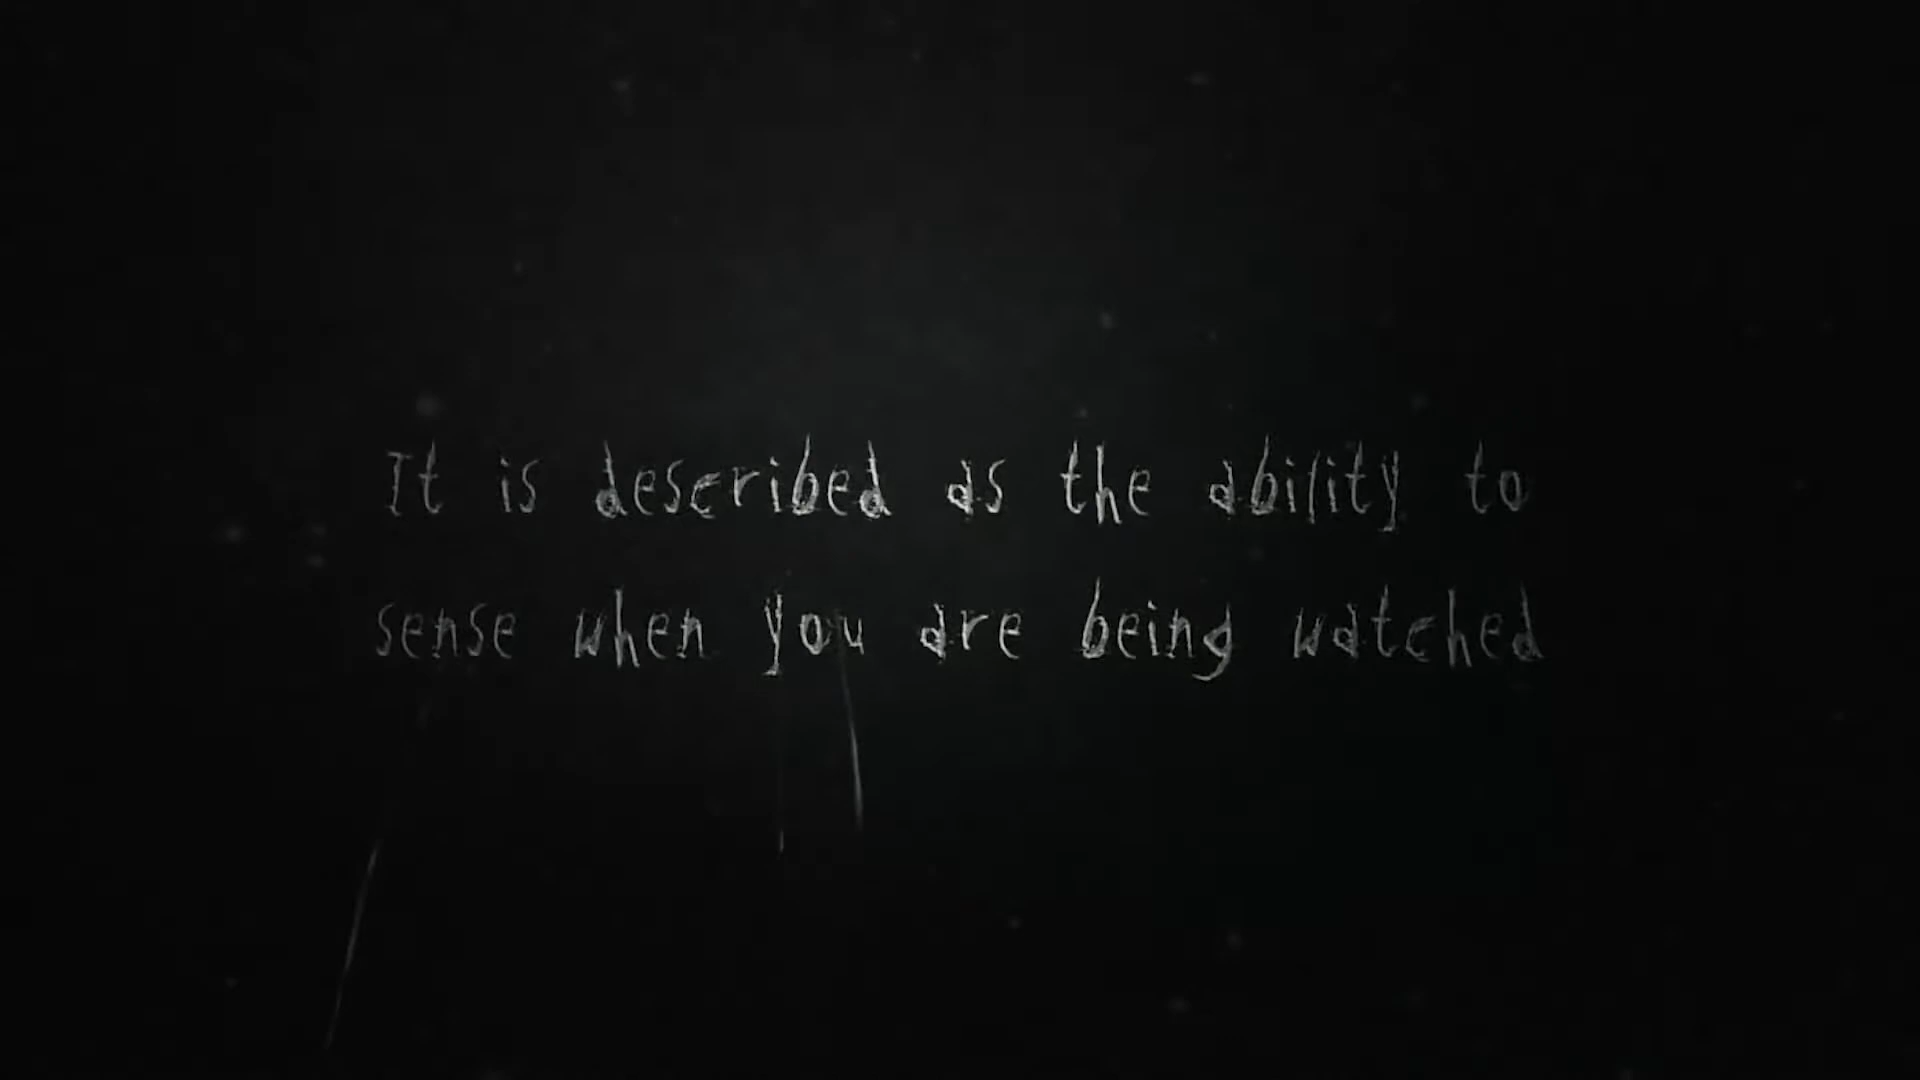 It is described as the ability to
sense when you are being watched